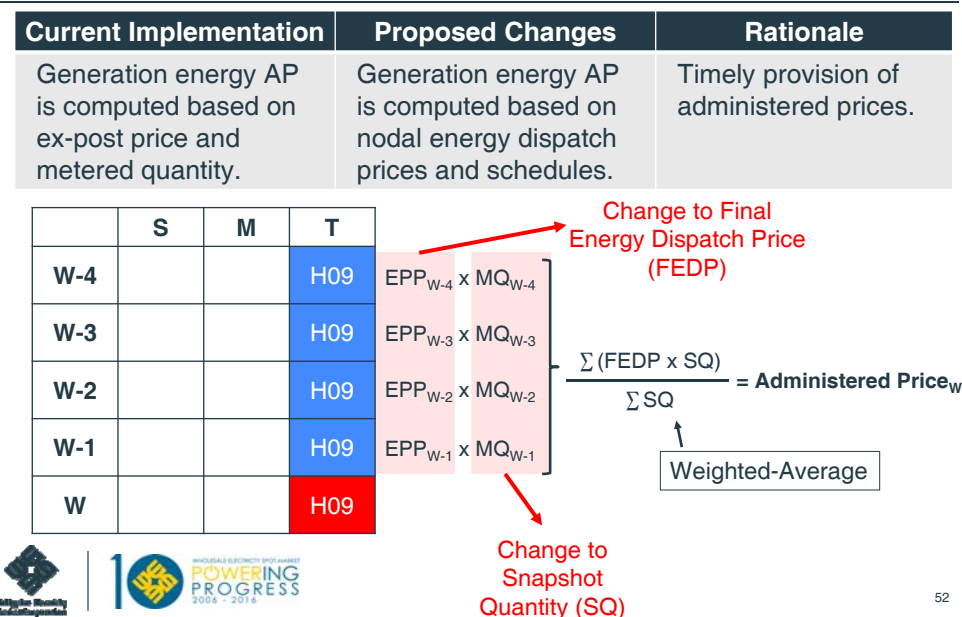 Current Implementation
Proposed Changes
Rationale
Generation energy AP
is computed based on
ex-post price and
metered quantity.
Generation energy AP
is computed based on
nodal energy dispatch
prices and schedules.
Timely provision of
administered prices.
S M T
W-4 H09 EPPW-4 x MQW-4
W-3 H09 EPPW-3 x MQW-3
W-2 H09 EPPW-2 x MQW-2
W-1 H09 EPPW-1 x MQW-1
W H09
Change to Final
Energy Dispatch Price
(FEDP)
∑(FEDP x SQ)
∑SQ
= Administered PriceW
Weighted-Average
Change to
Snapshot
Quantity (SQ)
WHOLESALE ELECTRICITY SPOT MARKET
POWERING
PROGRESS
2006 - 2016
52